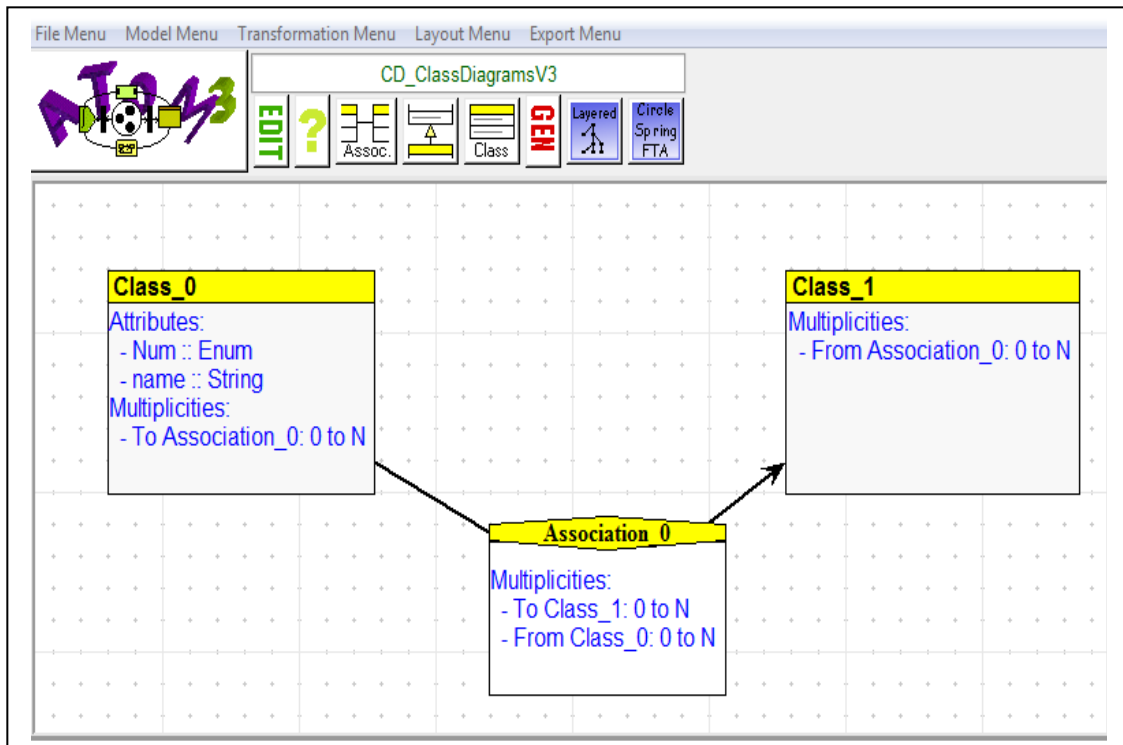 File Menu Model Menu Transformation Menu Layout Menu Export Menu
ATOM3
CD_ClassDiagramsV3
EDIT
?
Assoc.
Class
GEN
Layered
Circle
Spring
FTA
Class_0
Attributes:
- Num :: Enum
- name :: String
Multiplicities:
- To Association_0: 0 to N
Class_1
Multiplicities:
- From Association_0: 0 to N
Association_0
Multiplicities:
- To Class_1: 0 to N
- From Class_0: 0 to N